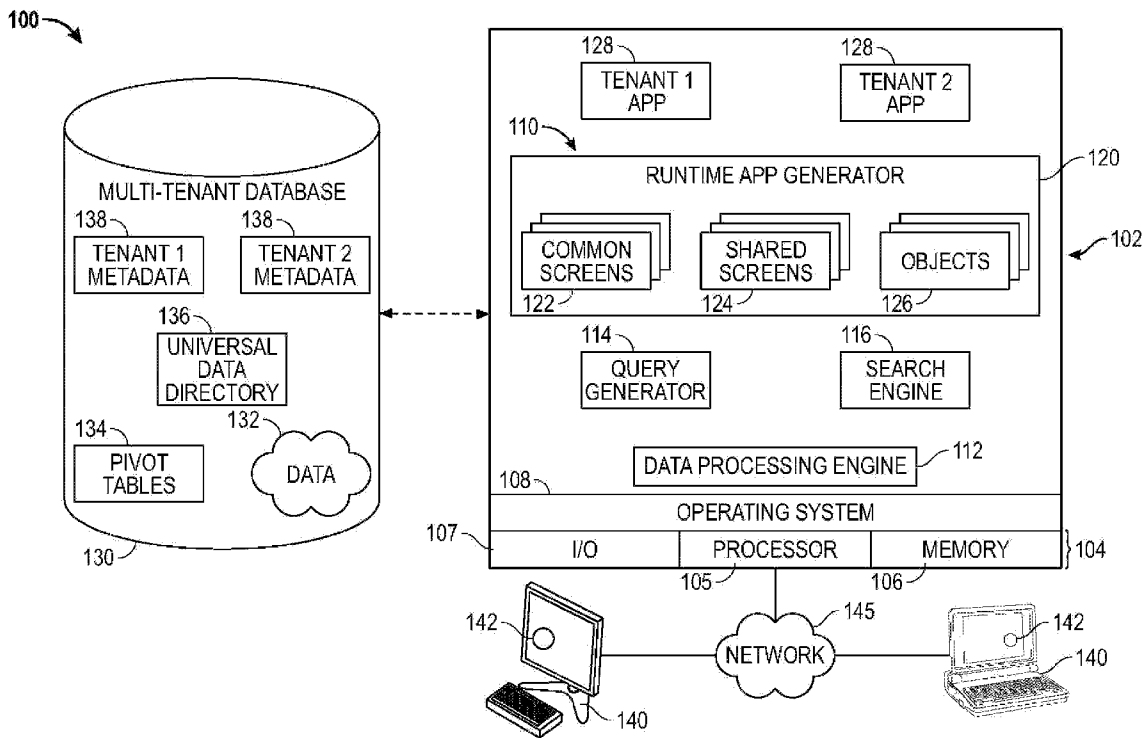 100
128
TENANT 1
APP
128
TENANT 2
APP
110
120
RUNTIME APP GENERATOR
COMMON
SCREENS
122
SHARED
SCREENS
124
OBJECTS
126
102
MULTI-TENANT DATABASE
138
TENANT 1
METADATA
138
TENANT 2
METADATA
136
UNIVERSAL
DATA
DIRECTORY
134
PIVOT
TABLES
132
DATA
130
114
QUERY
GENERATOR
116
SEARCH
ENGINE
DATA PROCESSING ENGINE
112
108
OPERATING SYSTEM
107
I/O
PROCESSOR
105
MEMORY
106
104
142
140
145
NETWORK
142
140